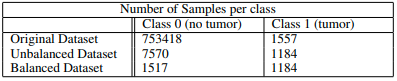 Number of Samples per class
Class 0 (no tumor) Class 1 (tumor)
Original Dataset 753418 1557
Unbalanced Dataset 7570 1184
Balanced Dataset 1517 1184